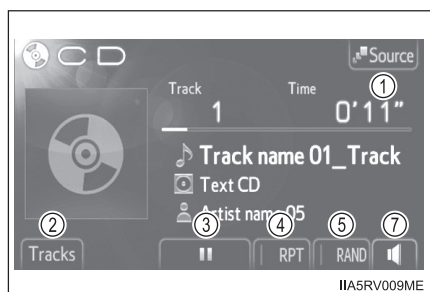 CD
Source
Track Time
1
1 0'11"
Track name 01_Track
Text CD
Artist name 05
2 3 4 5 7
Tracks RPT RAND
IIA5RV009ME